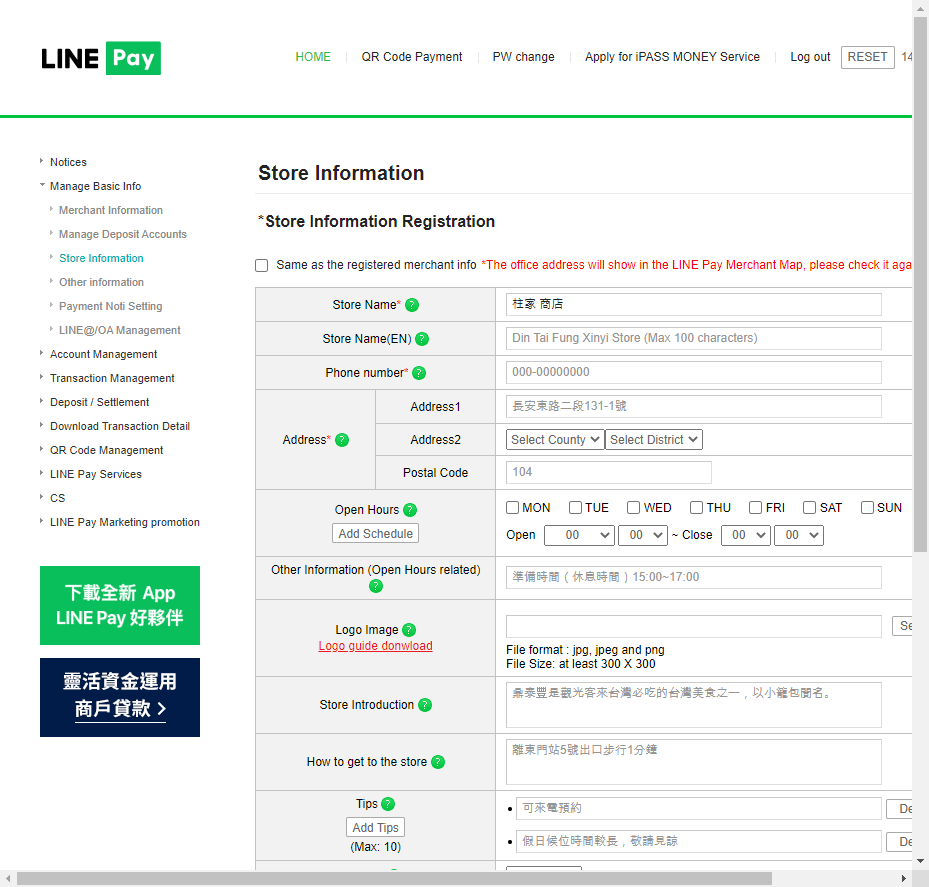 LINE Pay
HOME
QR Code Payment
PW change
Apply for iPASS MONEY Service
Log out
RESET
14
Notices
Manage Basic Info
Merchant Information
Manage Deposit Accounts
Store Information
Other information
Payment Noti Setting
LINE@/OA Management
Account Management
Transaction Management
Deposit / Settlement
Download Transaction Detail
QR Code Management
LINE Pay Services
CS
LINE Pay Marketing promotion
下載全新 App
LINE Pay 好夥伴
靈活資金運用
商戶貸款 >
Store Information
*Store Information Registration
Same as the registered merchant info *The office address will show in the LINE Pay Merchant Map, please check it aga
Store Name* ?
柱家 商店
Store Name(EN) ?
Din Tai Fung Xinyi Store (Max 100 characters)
Phone number* ?
000-00000000
Address* ?
Address1
長安東路二段131-1號
Address2
Select County
Select District
Postal Code
104
Open Hours ?
Add Schedule
MON TUE WED THU FRI SAT SUN
Open 00 00 ~ Close 00 00
Other Information (Open Hours related)
?
準備時間（休息時間）15:00~17:00
Logo Image ?
Logo guide donwload
Se
File format : jpg, jpeg and png
File Size: at least 300 X 300
Store Introduction ?
鼎泰豐是觀光客來台灣必吃的台灣美食之一，以小籠包聞名。
How to get to the store ?
離東門站5號出口步行1分鐘
Tips ?
Add Tips
(Max: 10)
可來電預約
De
假日候位時間較長，敬請見諒
De